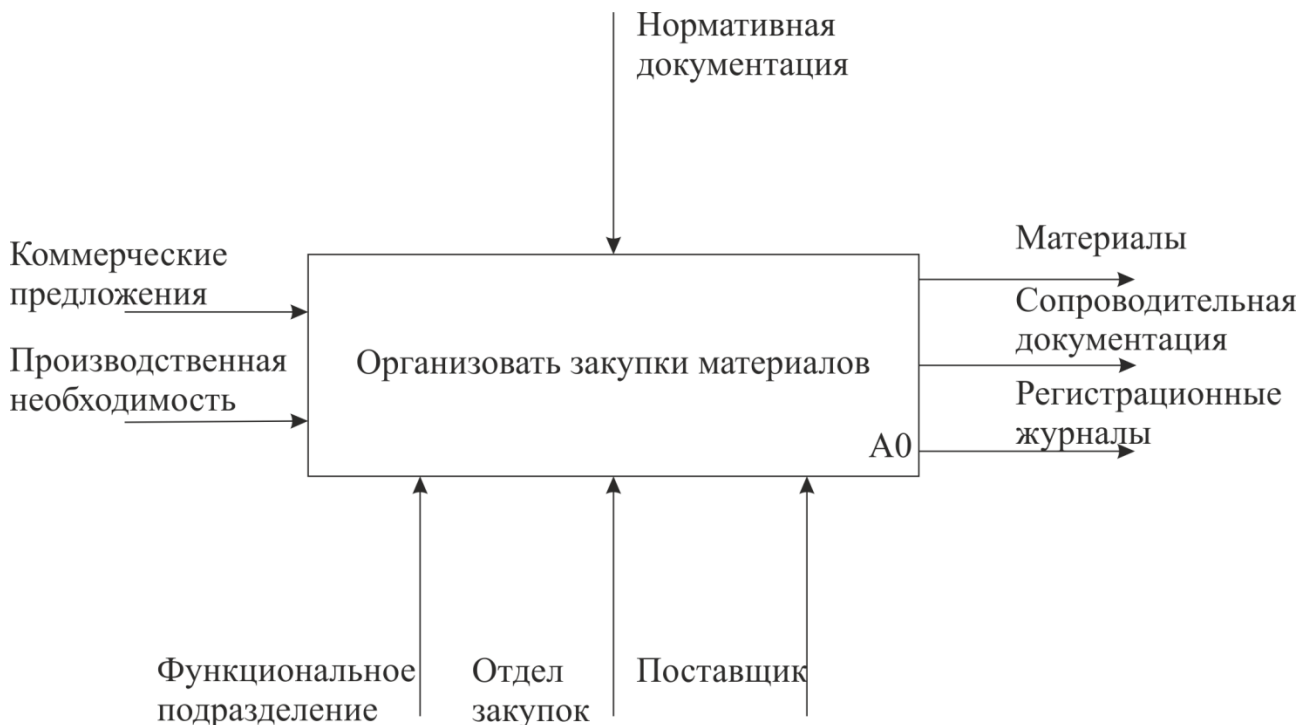 Нормативная
документация
Коммерческие
предложения
Производственная
необходимость
Организовать закупки материалов
А0
Материалы
Сопроводительная
документация
Регистрационные
журналы
Функциональное
подразделение
Отдел
закупок
Поставщик